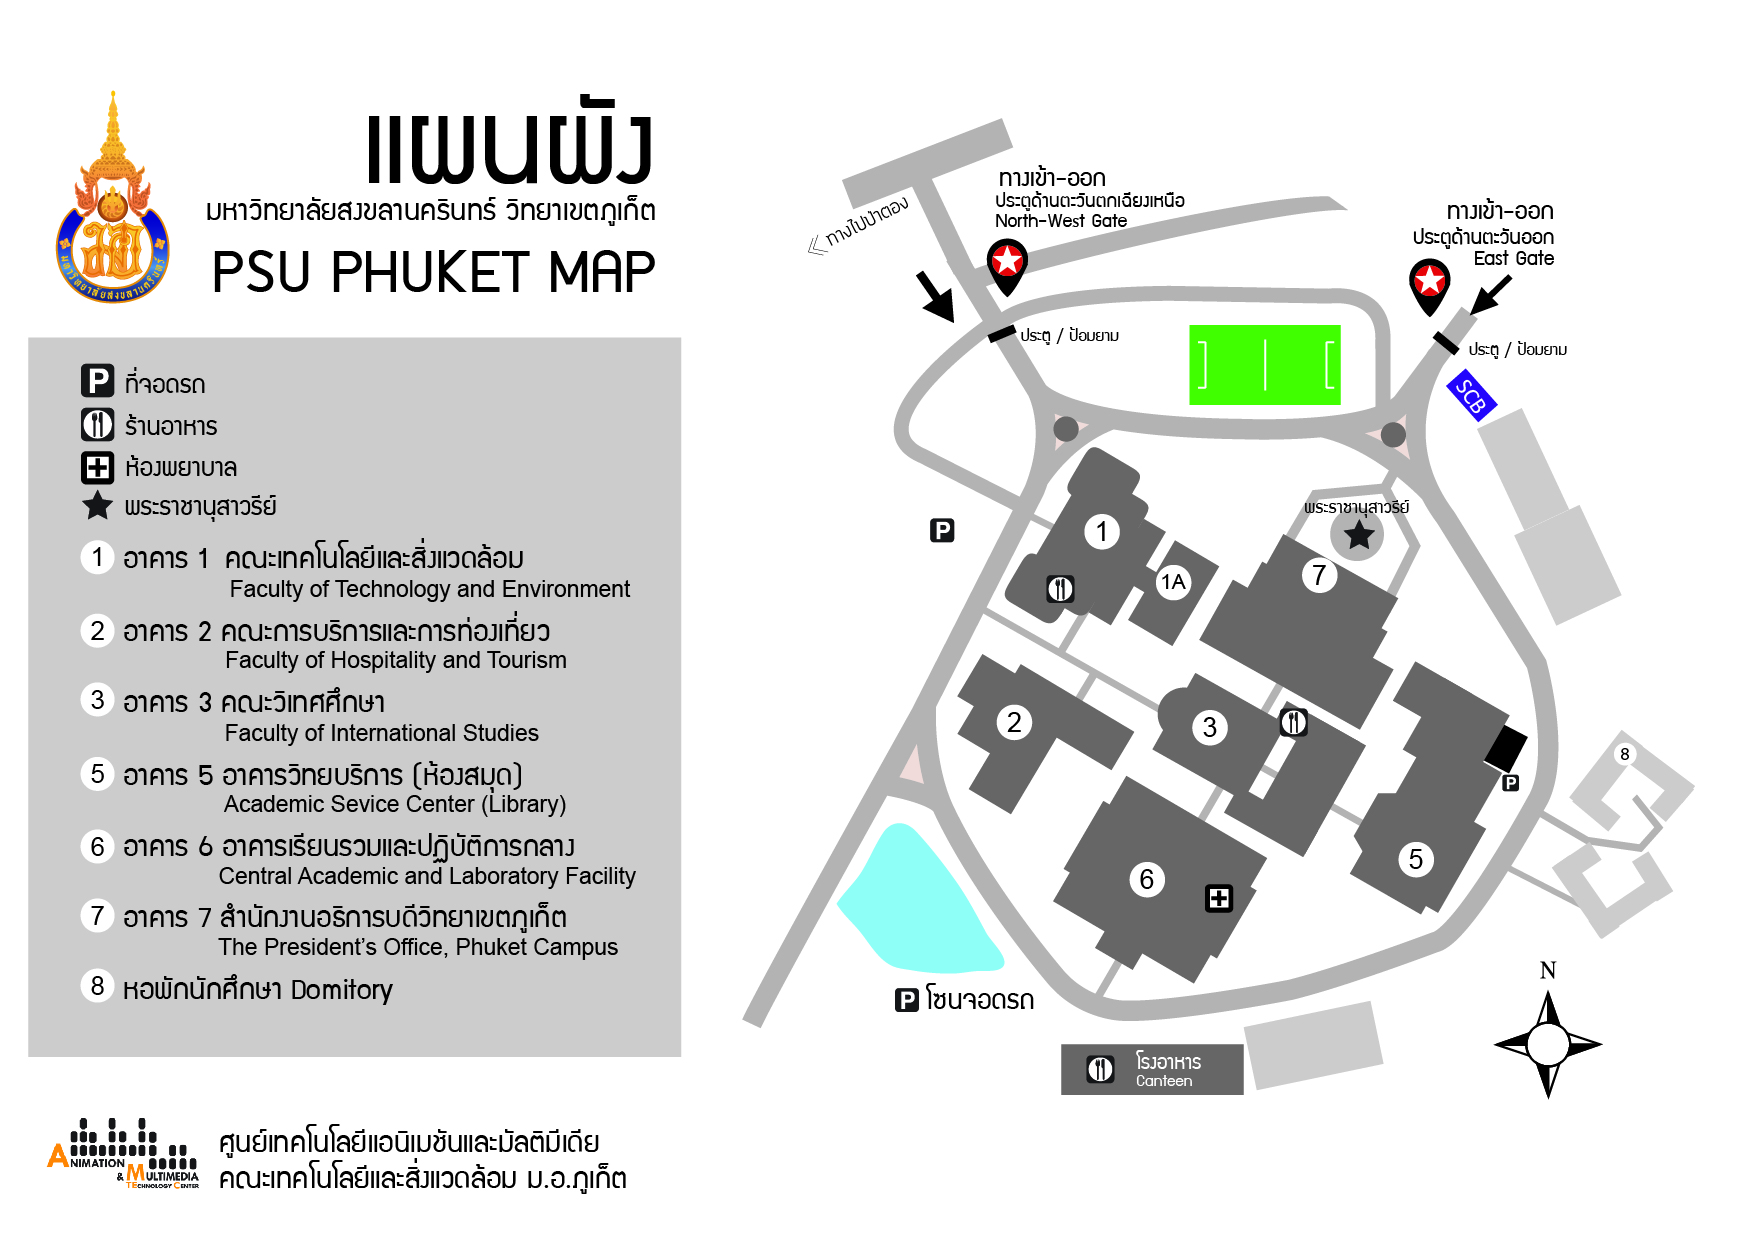 แผนผัง
มหาวิทยาลัยสงขลานครินทร์ วิทยาเขตภูเก็ต
PSU PHUKET MAP
มหาวิทยาลัยสงขลานครินทร์
P ที่จอดรถ
ร้านอาหาร
ห้องพยาบาล
พระราชานุสาวรีย์
1 อาคาร 1 คณะเทคโนโลยีและสิ่งแวดล้อม
Faculty of Technology and Environment
2 อาคาร 2 คณะการบริการและการท่องเที่ยว
Faculty of Hospitality and Tourism
3 อาคาร 3 คณะวิเทศศึกษา
Faculty of International Studies
5 อาคาร 5 อาคารวิทยบริการ (ห้องสมุด)
Academic Sevice Center (Library)
6 อาคาร 6 อาคารเรียนรวมและปฏิบัติการกลาง
Central Academic and Laboratory Facility
7 อาคาร 7 สำนักงานอธิการบดีวิทยาเขตภูเก็ต
The President's Office, Phuket Campus
8 หอพักนักศึกษา Domitory
ANIMATION
& MULTIMEDIA
TECHNOLOGY CENTER
ศูนย์เทคโนโลยีแอนิเมชันและมัลติมีเดีย
คณะเทคโนโลยีและสิ่งแวดล้อม ม.อ.ภูเก็ต
ทางไปป่าตอง
ทางเข้า-ออก
ประตูด้านตะวันตกเฉียงเหนือ
North-West Gate
ทางเข้า-ออก
ประตูด้านตะวันออก
East Gate
ประตู / ป้อมยาม
ประตู / ป้อมยาม
SCB
พระราชานุสาวรีย์
P
1
1A
7
2
3
8
P
5
6
P โซนจอดรถ
โรงอาหาร
Canteen
N